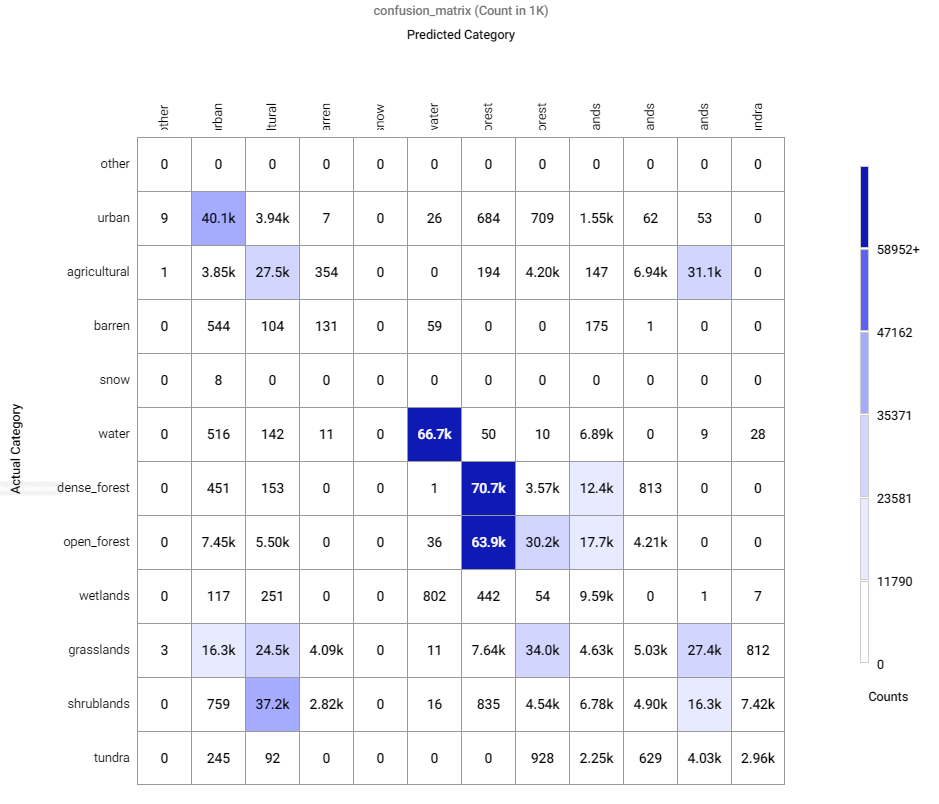 confusion_matrix (Count in 1K)
Predicted Category
ther rban ltural arren now vater orest orest ands ands ands ndra
other 0 0 0 0 0 0 0 0 0 0 0 0
urban 9 40.1k 3.94k 7 0 26 684 709 1.55k 62 53 0
58952+
agricultural 1 3.85k 27.5k 354 0 0 194 4.20k 147 6.94k 31.1k 0
barren 0 544 104 131 0 59 0 0 175 1 0 0
47162
snow 0 8 0 0 0 0 0 0 0 0 0 0
35371
water 0 516 142 11 0 66.7k 50 10 6.89k 0 9 28
Actual Category
dense_forest 0 451 153 0 0 1 70.7k 3.57k 12.4k 813 0 0
23581
open_forest 0 7.45k 5.50k 0 0 36 63.9k 30.2k 17.7k 4.21k 0 0
11790
wetlands 0 117 251 0 0 802 442 54 9.59k 0 1 7
grasslands 3 16.3k 24.5k 4.09k 0 11 7.64k 34.0k 4.63k 5.03k 27.4k 812
0
Counts
shrublands 0 759 37.2k 2.82k 0 16 835 4.54k 6.78k 4.90k 16.3k 7.42k
tundra 0 245 92 0 0 0 0 928 2.25k 629 4.03k 2.96k